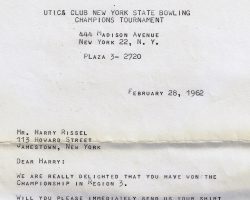 UTICA CLUB NEW YORK STATE BOWLING
CHAMPIONS TOURNAMENT
444 MADISON AVENUE
NEW YORK 22, N. Y.
PLAZA 3- 2720
FEBRUARY 28, 1962
MR. HARRY RISSEL
113 HOWARD STREET
JAMESTOWN, NEW YORK
DEAR HARRY:
WE ARE REALLY DELIGHTED THAT YOU HAVE WON THE
CHAMPIONSHIP IN REGION 3.
WILL YOU PLEASE IMMEDIATELY SEND US YOUR SHIRT